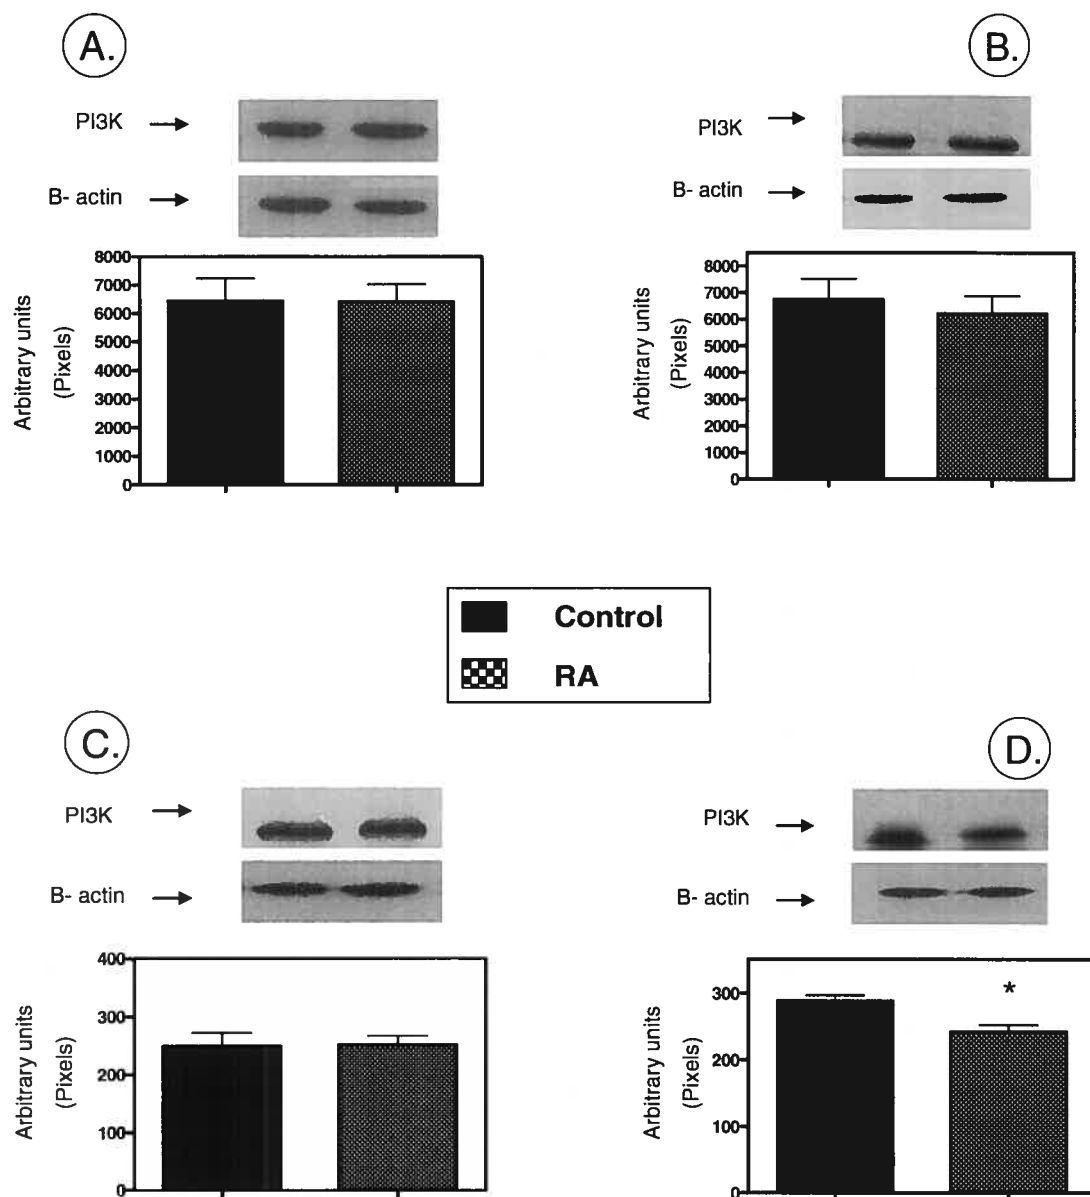 A.
PI3K
B- actin
8000
7000
6000
5000
4000
3000
2000
1000
0
Arbitrary units
(Pixels)
B.
PI3K
B- actin
8000
7000
6000
5000
4000
3000
2000
1000
0
Arbitrary units
(Pixels)
Control
RA
C.
PI3K
B- actin
400
300
200
100
0
Arbitrary units
(Pixels)
D.
PI3K
B- actin
*
300
200
100
0
Arbitrary units
(Pixels)